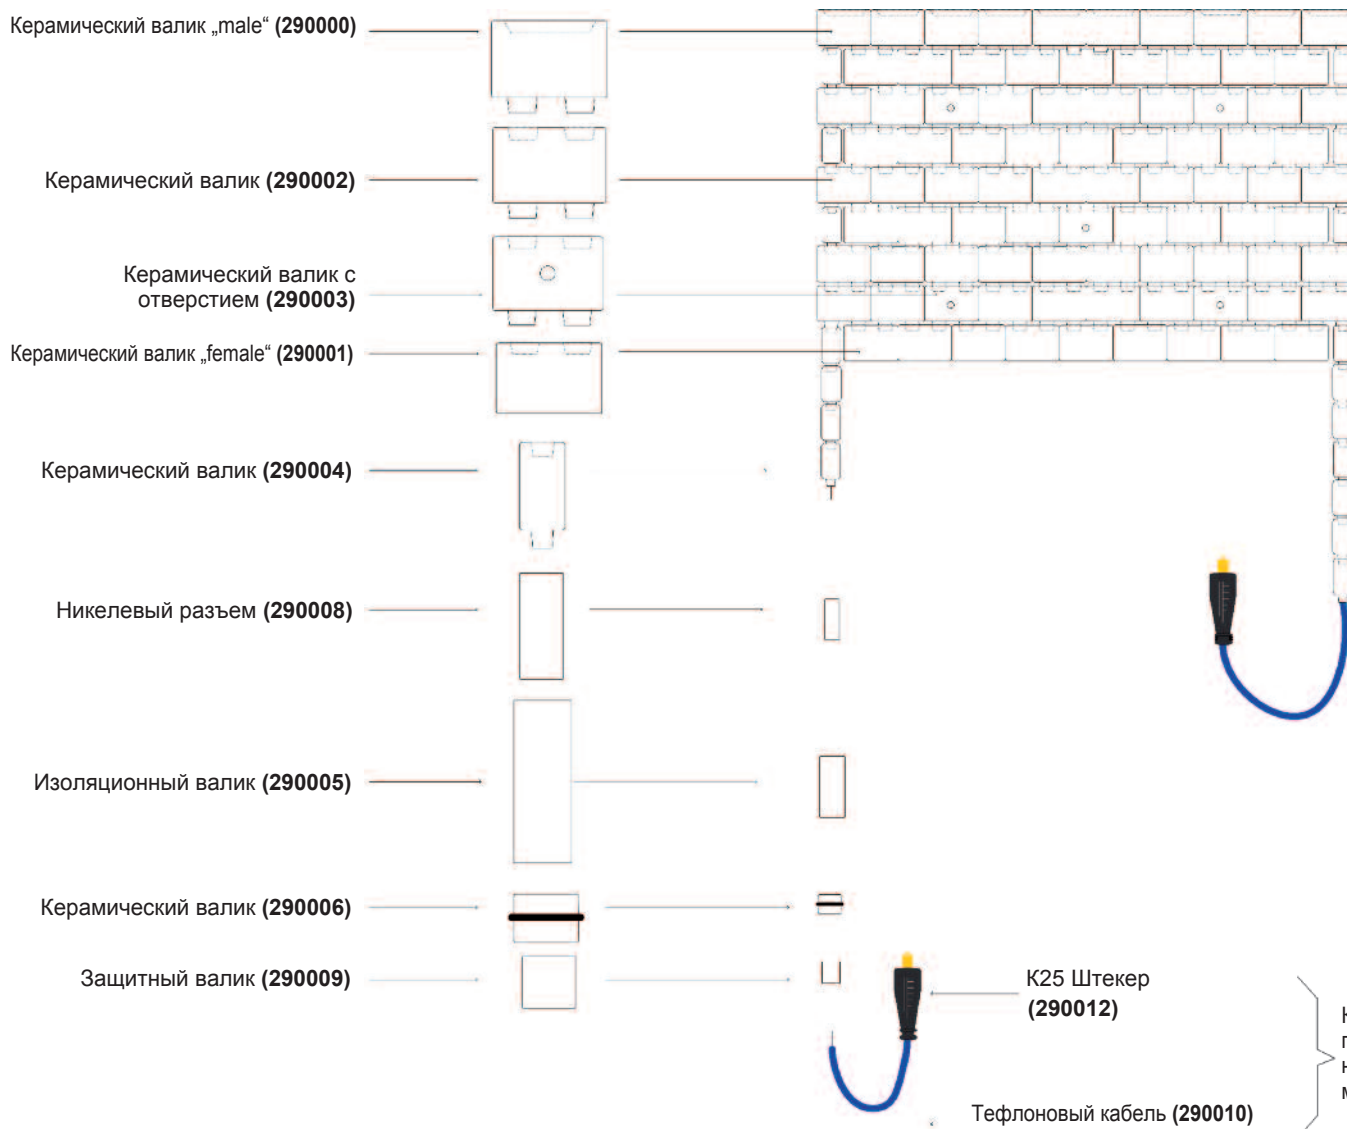 Керамический валик „male“ (290000)
Керамический валик (290002)
Керамический валик с
отверстием (290003)
Керамический валик „female“ (290001)
Керамический валик (290004)
Никелевый разъем (290008)
Изоляционный валик (290005)
Керамический валик (290006)
Защитный валик (290009)
К25 Штекер
(290012)
Тефлоновый кабель (290010)